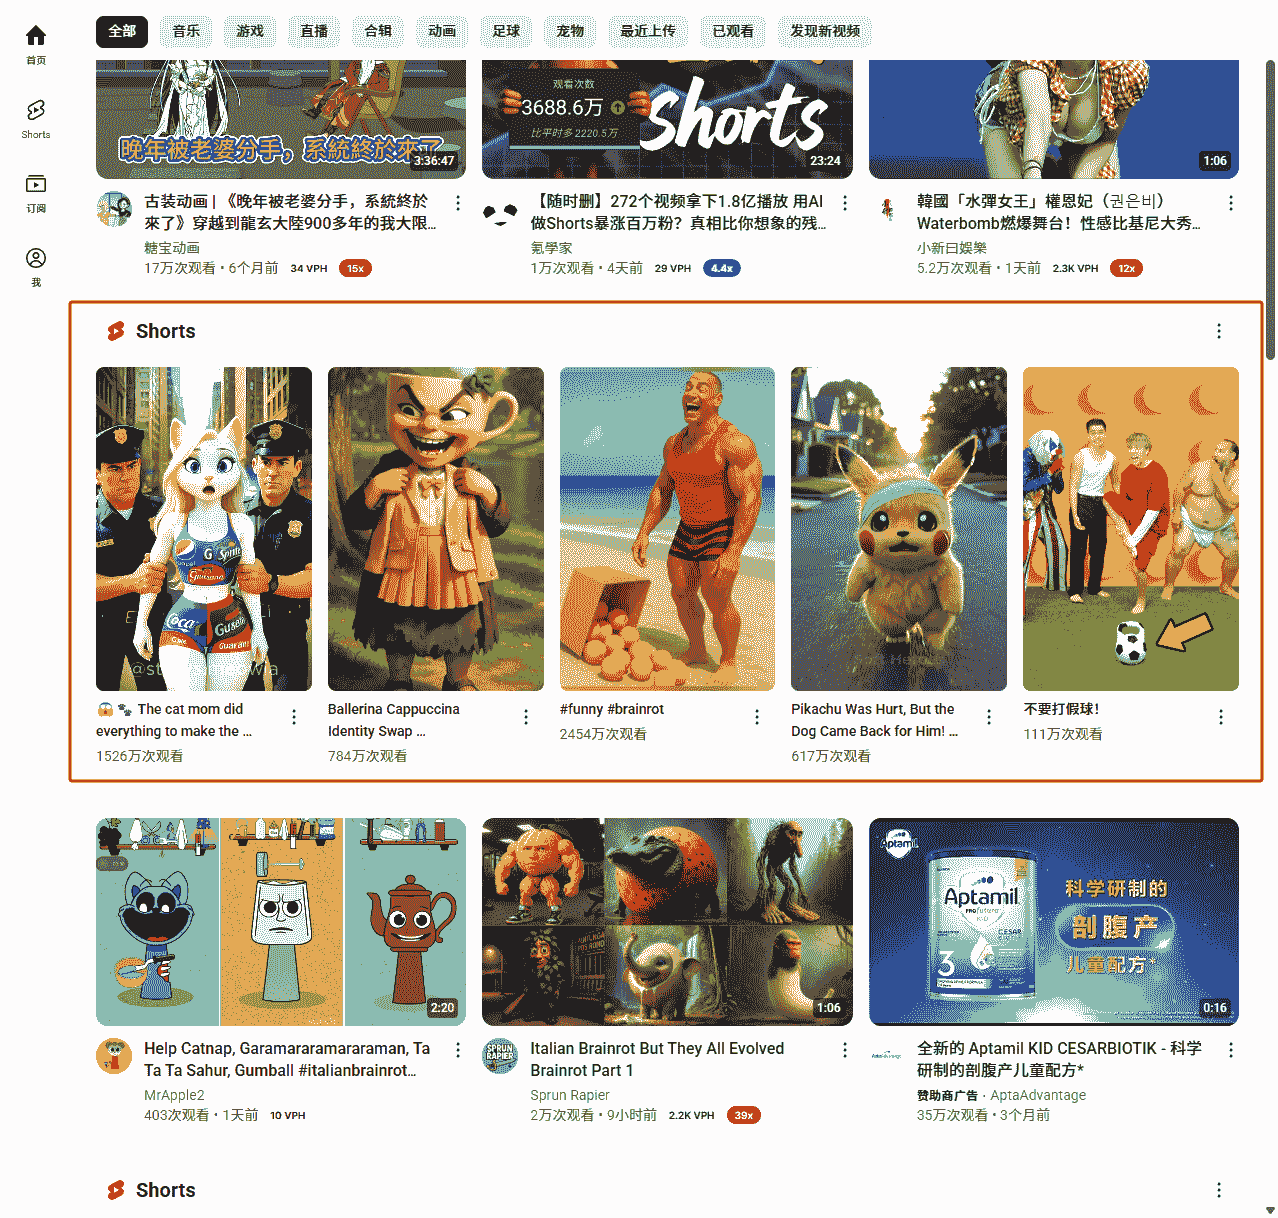 全部
音乐
游戏
直播
合辑
动画
足球
宠物
最近上传
已观看
发现新视频
首页
Shorts
订阅
我
晚年被老婆分手，系統終於來了
3:36:47
观看次数
3688.6万
比平时多 2220.5万
Shorts
23:24
1:06
古装动画 | 《晚年被老婆分手，系統終於
來了》穿越到龍玄大陸900多年的我大限...
糖宝动画
17万次观看 • 6个月前 34 VPH 15x
【随时删】272个视频拿下1.8亿播放 用AI
做Shorts暴涨百万粉？真相比你想象的残...
氪學家
1万次观看 • 4天前 29 VPH 4.4x
韓國「水彈女王」權恩妃（권은비）
Waterbomb燃爆舞台！性感比基尼大秀...
小新曰娛樂
5.2万次观看 • 1天前 2.3K VPH 12x
Shorts
😱 🐾 The cat mom did
everything to make the ...
1526万次观看
Ballerina Cappuccina
Identity Swap ...
784万次观看
#funny #brainrot
2454万次观看
Pikachu Was Hurt, But the
Dog Came Back for Him! ...
617万次观看
不要打假球！
111万次观看
2:20
1:06
Aptamil
Aptamil
PROfutura
KID
3
科学研制的
剖腹产
儿童配方*
0:16
Help Catnap, Garamararamararaman, Ta
Ta Ta Sahur, Gumball #italianbrainrot...
MrApple2
403次观看 • 1天前 10 VPH
SPRUN
RAPIER
Italian Brainrot But They All Evolved
Brainrot Part 1
Sprun Rapier
2万次观看 • 9小时前 2.2K VPH 39x
全新的 Aptamil KID CESARBIOTIK - 科学
研制的剖腹产儿童配方*
赞助商广告 · AptaAdvantage
35万次观看 • 3个月前
Shorts